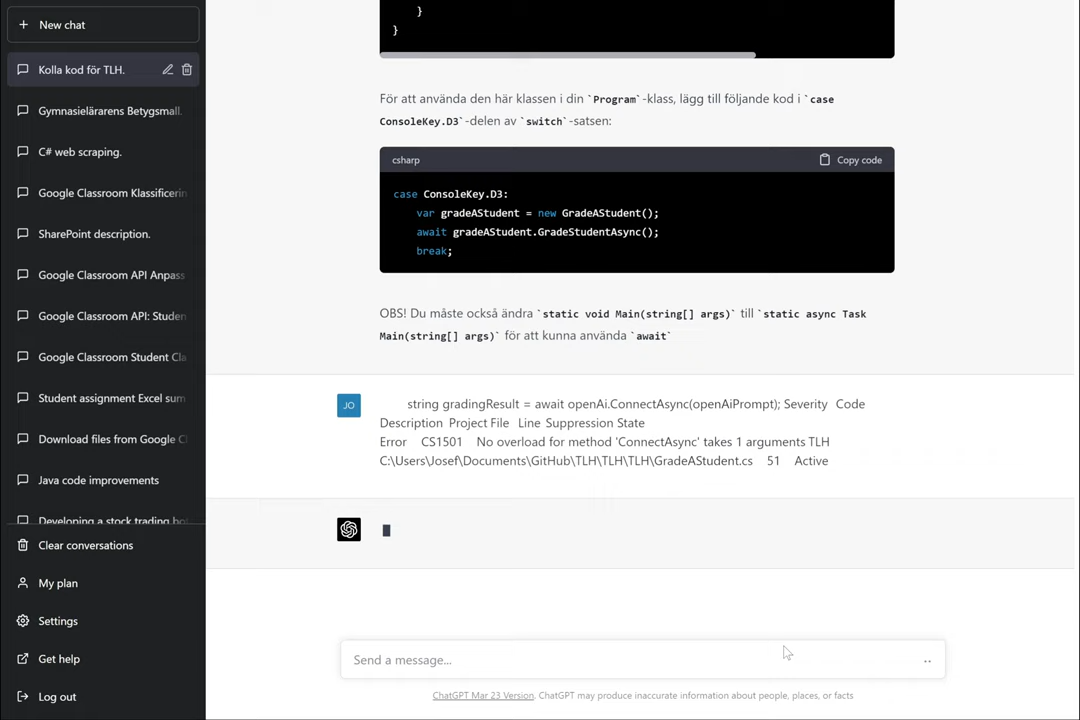 New chat
Kolla kod för TLH.
Gymnasielärarens Betygsmall.
C# web scraping.
Google Classroom Klassificerin
SharePoint description.
Google Classroom API Anpass
Google Classroom API: Studen
Google Classroom Student Cla
Student assignment Excel sum
Download files from Google C
Java code improvements
Developing a stock trading bo
Clear conversations
My plan
Settings
Get help
Log out
}
}
För att använda den här klassen i din `Program`-klass, lägg till följande kod i `case
ConsoleKey.D3`-delen av `switch`-satsen:
csharp Copy code
case ConsoleKey.D3:
var gradeAStudent = new GradeAStudent();
await gradeAStudent.GradeStudentAsync();
break;
OBS! Du måste också ändra `static void Main(string[] args)` till `static async Task
Main(string[] args)` för att kunna använda `await`
JO
string gradingResult = await openAi.ConnectAsync(openAiPrompt); Severity Code
Description Project File Line Suppression State
Error CS1501 No overload for method 'ConnectAsync' takes 1 arguments TLH
C:\Users\Josef\Documents\GitHub\TLH\TLH\TLH\GradeAStudent.cs 51 Active
Send a message...
ChatGPT Mar 23 Version. ChatGPT may produce inaccurate information about people, places, or facts